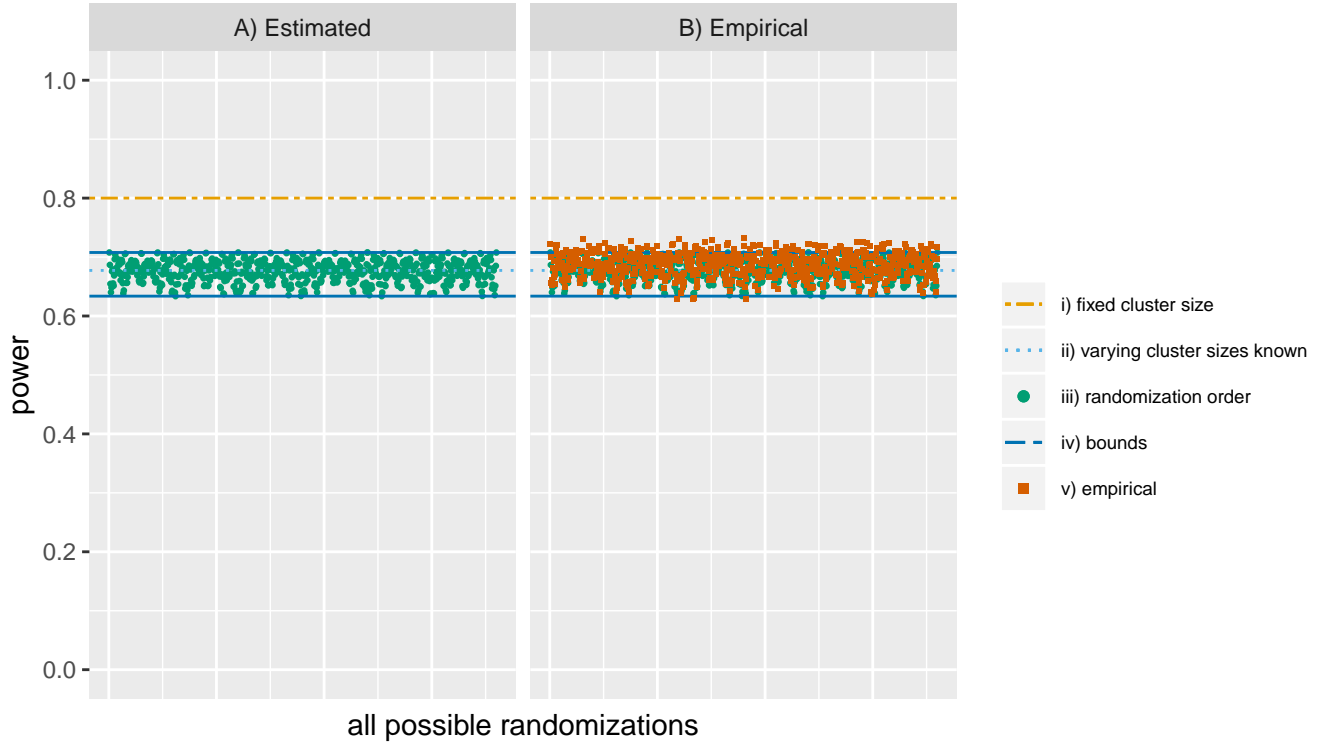 A) Estimated
B) Empirical
1.0
0.8
0.6
0.4
0.2
0.0
power
all possible randomizations
i) fixed cluster size
ii) varying cluster sizes known
iii) randomization order
iv) bounds
v) empirical